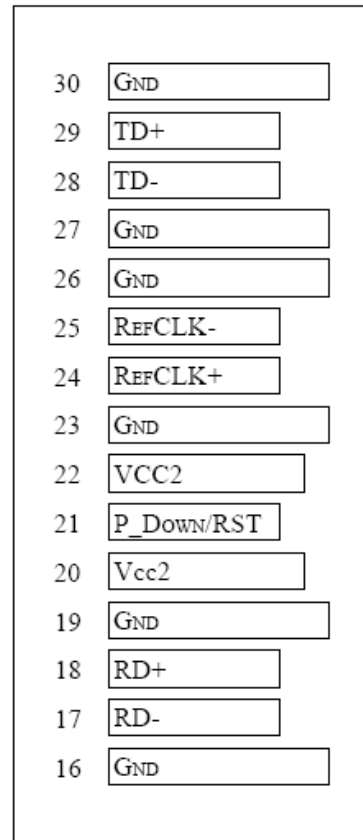 30 GND
29 TD+
28 TD-
27 GND
26 GND
25 REFCLK-
24 REFCLK+
23 GND
22 VCC2
21 P_DOWN/RST
20 Vcc2
19 GND
18 RD+
17 RD-
16 GND